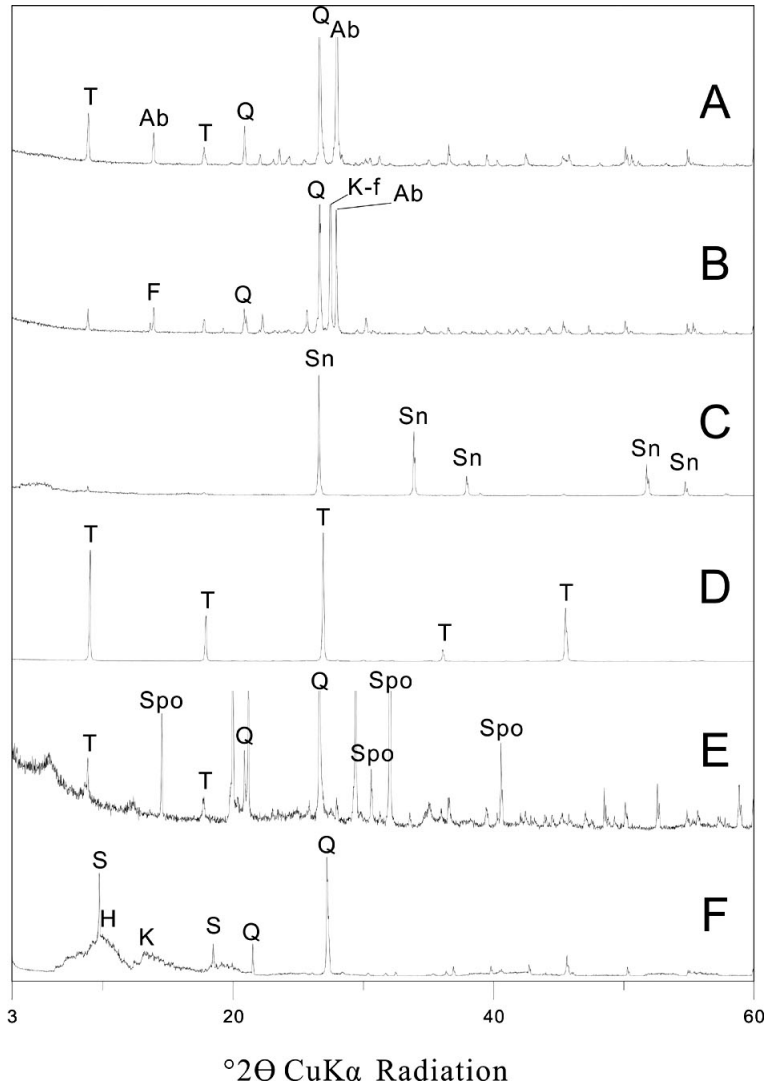 Q
Ab
T
Ab
T
Q
A
Q
K-f
Ab
F
Q
B
Sn
Sn
Sn
Sn
Sn
C
T
T
T
T
T
D
T
Spo
T
Q
Q
Spo
Spo
Spo
E
S
H
K
S
Q
Q
F
3 20 40 60
°2Θ CuKα Radiation